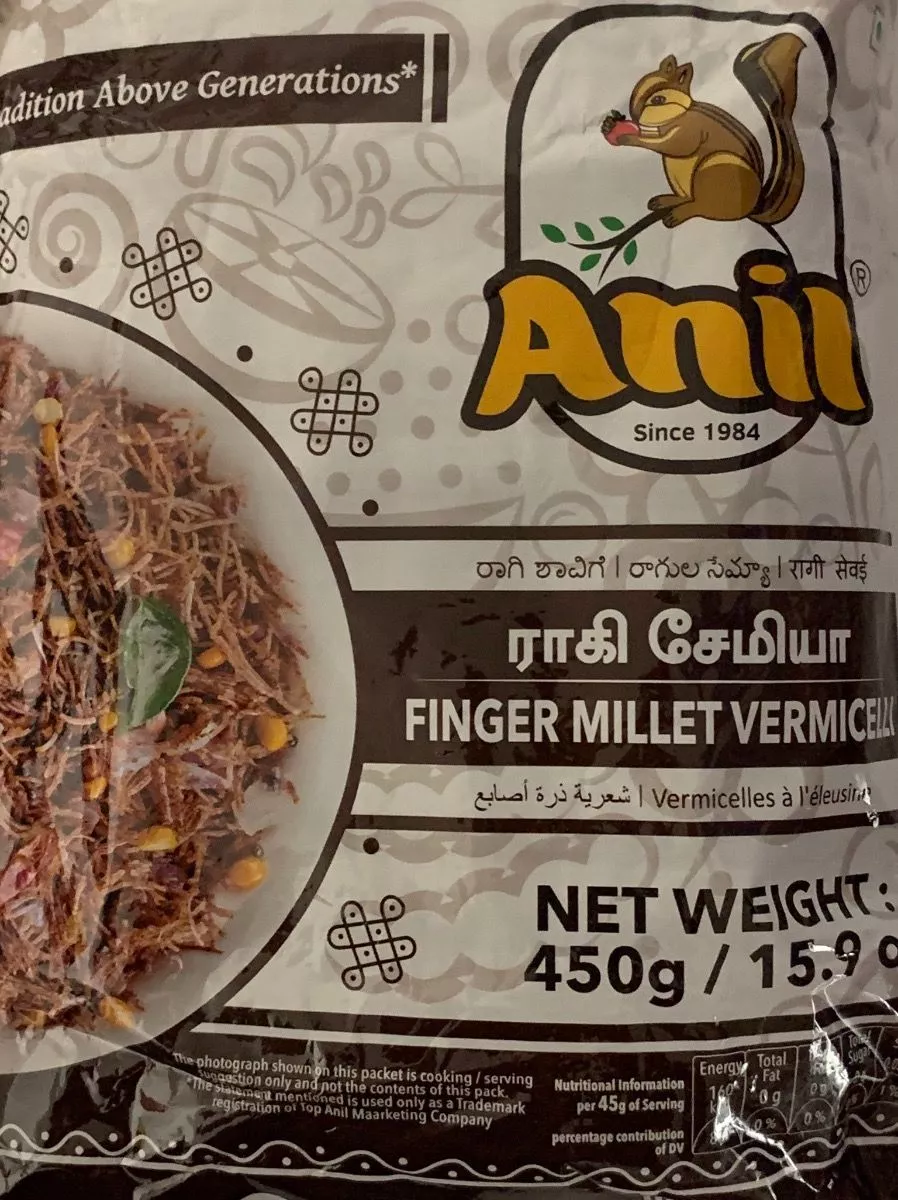 adition Above Generations*
Anil®
Since 1984
ರಾಗಿ ಶಾವಿಗೆ | రాగుల సేమ్యా | रागी सेवई
ராகி சேமியா
FINGER MILLET VERMICELLI
شعرية ذرة أصابع | Vermicelles à l'éleusine
NET WEIGHT:
450g / 15.9 o
The photograph shown on this packet is cooking / serving
suggestion only and not the contents of this pack.
*The statement mentioned is used only as a Trademark
registration of Top Anil Maarketing Company
Nutritional Information
per 45g of Serving
percentage contribution
of DV
Energy
160
Total
Fat
0g
0%
0g
0%
Total
Sugar